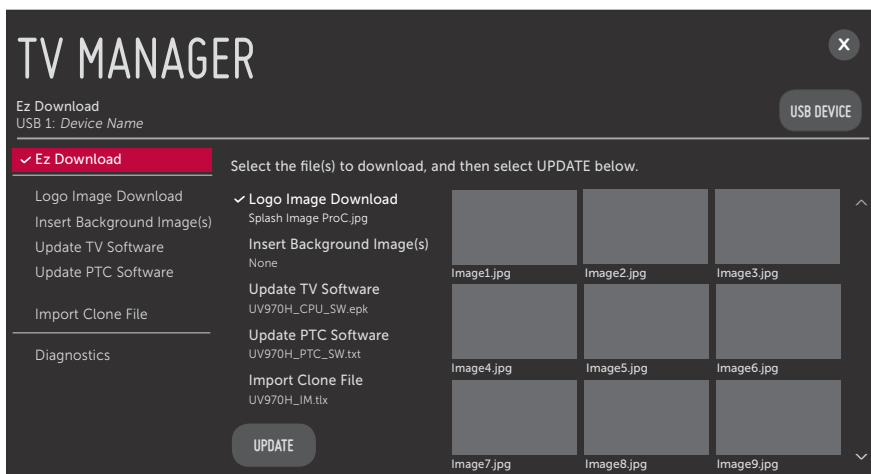 TV MANAGER
X
Ez Download
USB 1: Device Name
USB DEVICE
Ez Download
Logo Image Download
Insert Background Image(s)
Update TV Software
Update PTC Software
Import Clone File
Diagnostics
Select the file(s) to download, and then select UPDATE below.
Logo Image Download
Splash Image ProC.jpg
Insert Background Image(s)
None
Update TV Software
UV970H_CPU_SW.epk
Update PTC Software
UV970H_PTC_SW.txt
Import Clone File
UV970H_IM.tlx
UPDATE
Image1.jpg
Image2.jpg
Image3.jpg
Image4.jpg
Image5.jpg
Image6.jpg
Image7.jpg
Image8.jpg
Image9.jpg